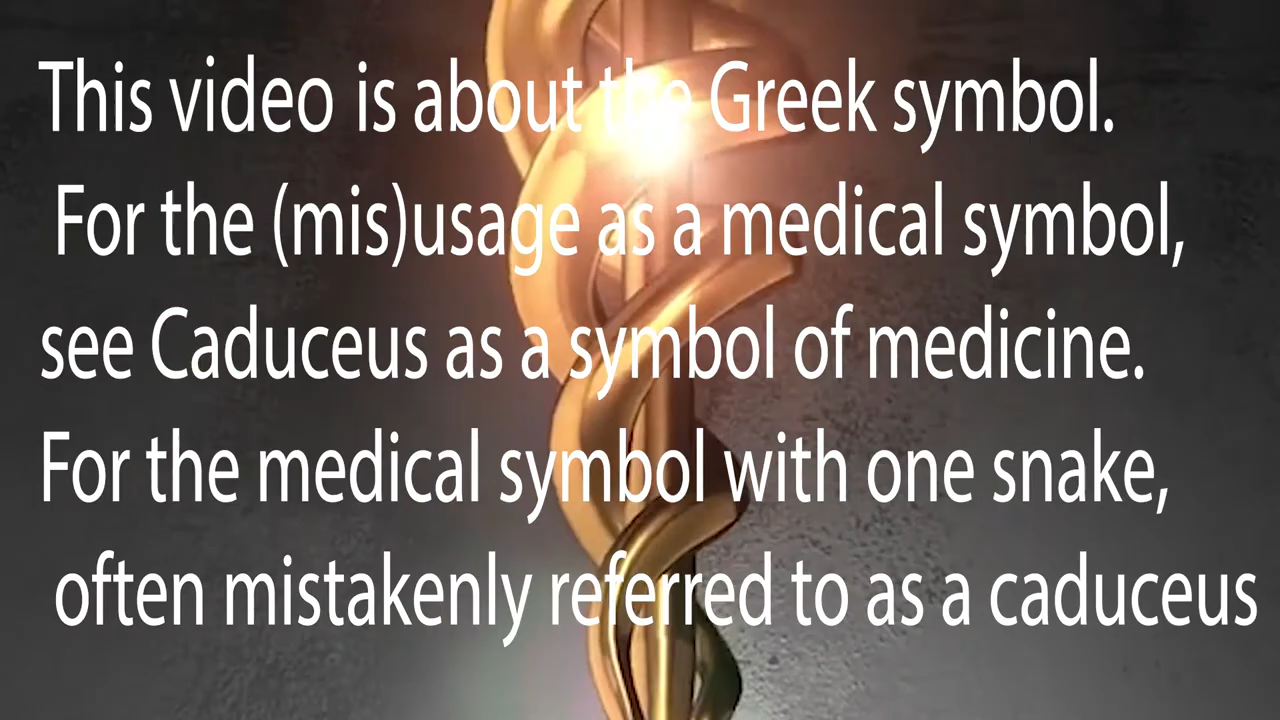 This video is about the Greek symbol.
For the (mis)usage as a medical symbol,
see Caduceus as a symbol of medicine.
For the medical symbol with one snake,
often mistakenly referred to as a caduceus